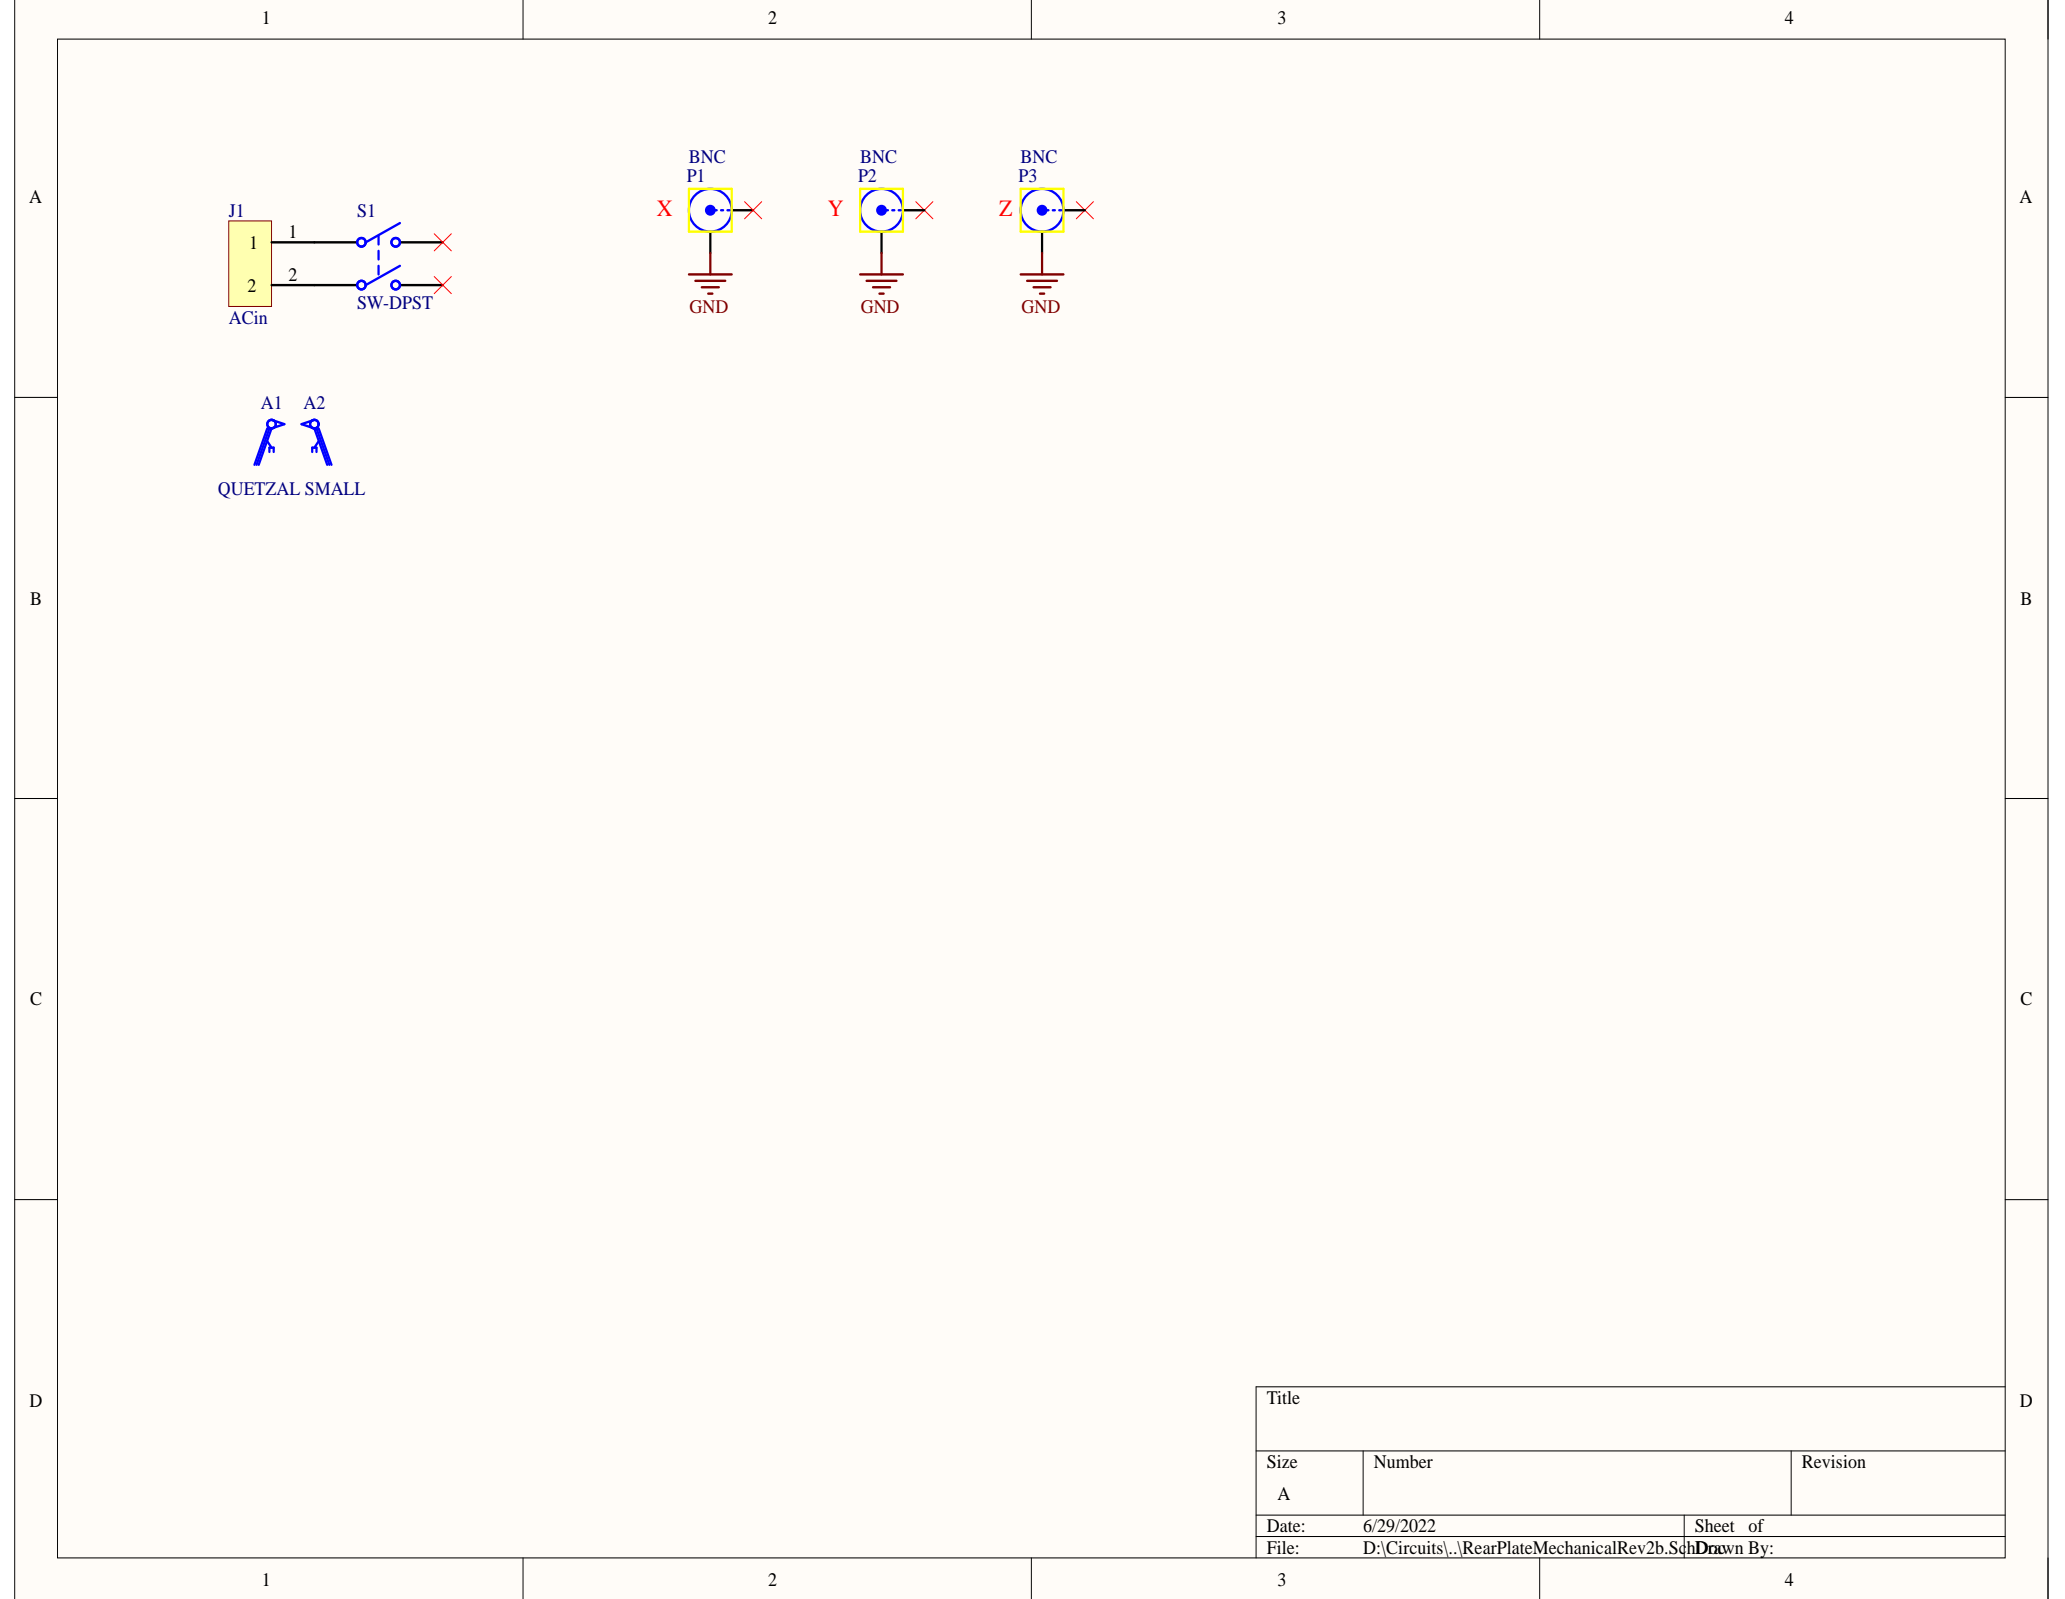 1 2 3 4
BNC BNC BNC
P1 P2 P3
A A
X Y Z
J1 S1
1 1
2 2
SW-DPST
GND GND GND
ACin
A1 A2
QUETZAL SMALL
B B
C C
Title
D D
Size Number Revision
A
Date: 6/29/2022 Sheet of
File: D:\Circuits\..\RearPlateMechanicalRev2b.SchDoc Drawn By:
1 2 3 4